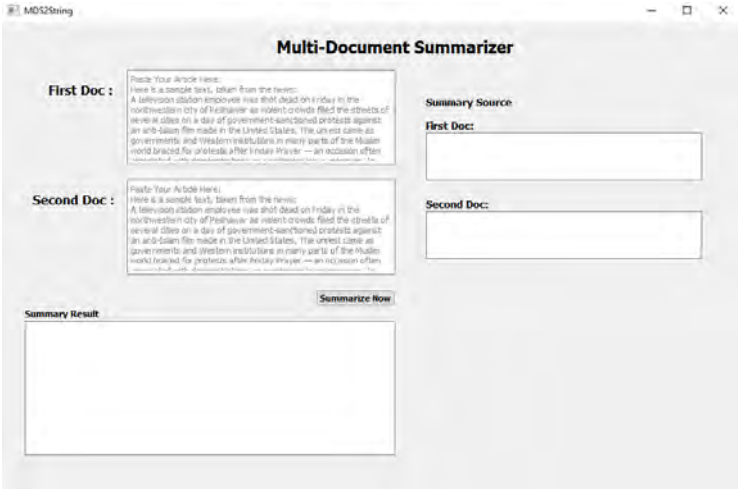 MDS2String
Multi-Document Summarizer
First Doc :
Paste Your Article Here:
Here is a sample text, taken from the news:
A television station employee was shot dead on Friday in the
northwestern city of Peshawar as violent crowds filled the streets of
several cities on a day of government-sanctioned protests against
an anti-Islam film made in the United States, The unrest came as
governments and Western institutions in many parts of the Muslim
world braced for protests after Friday Prayer — an occasion often
Second Doc :
Paste Your Article Here:
Here is a sample text, taken from the news:
A television station employee was shot dead on Friday in the
northwestern city of Peshawar as violent crowds filled the streets of
several cities on a day of government-sanctioned protests against
an anti-Islam film made in the United States, The unrest came as
governments and Western institutions in many parts of the Muslim
world braced for protests after Friday Prayer — an occasion often
Summarize Now
Summary Result
Summary Source
First Doc:
Second Doc: